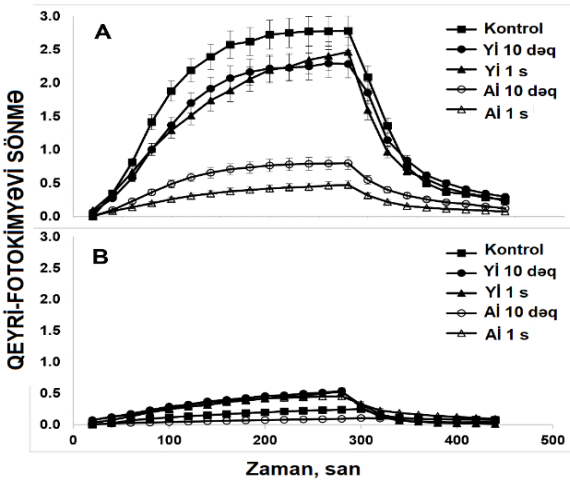 QEYRİ-FOTOKİMYƏVİ SÖNMƏ
3.0
2.5
2.0
1.5
1.0
0.5
0.0
A
Kontrol
Yİ 10 dəq
Yİ 1 s
Aİ 10 dəq
Aİ 1 s
3.0
2.5
2.0
1.5
1.0
0.5
0.0
B
Kontrol
Yİ 10 dəq
Yİ 1 s
Aİ 10 dəq
Aİ 1 s
0 100 200 300 400 500
Zaman, san